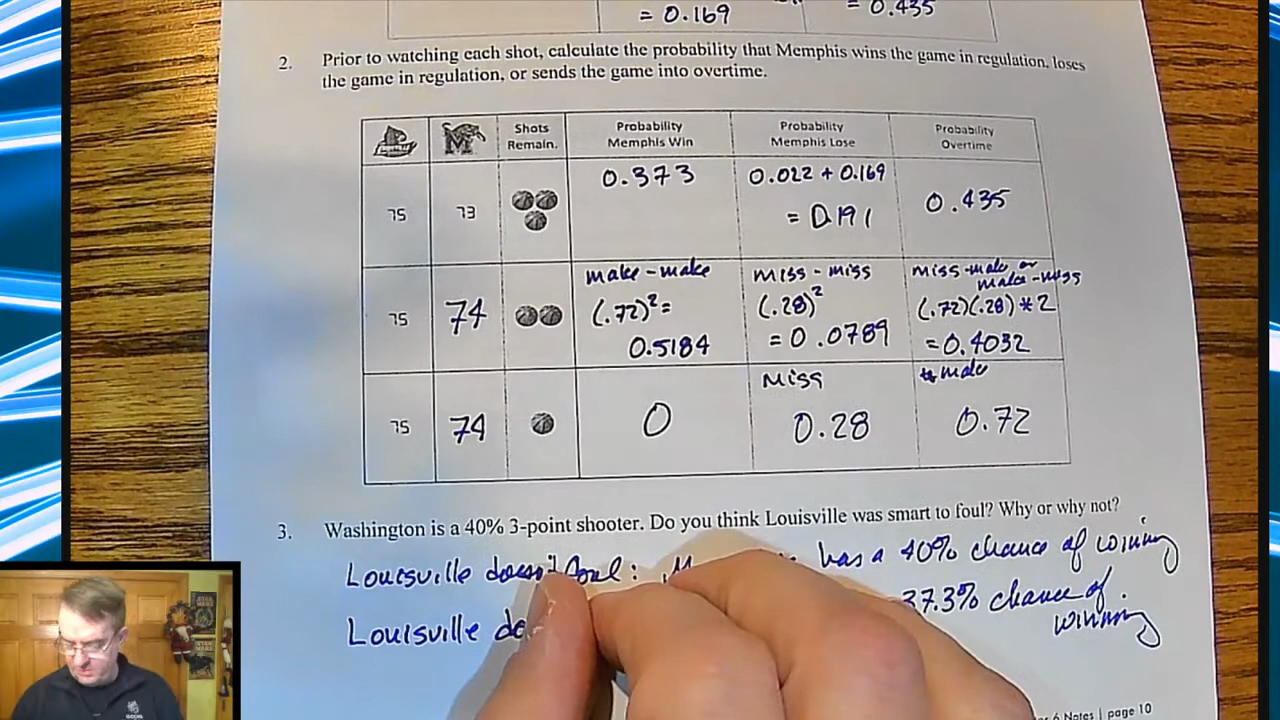 = 0.169
= 0.435
2. Prior to watching each shot, calculate the probability that Memphis wins the game in regulation, loses
the game in regulation, or sends the game into overtime.
Shots Remain.
Probability Memphis Win
Probability Memphis Lose
Probability Overtime
75 73 0.373 0.022 + 0.169 = 0.191 0.435
make - make miss - miss miss-make or make-miss
75 74 (.72)²= 0.5184 (.28)² = 0.0789 (.72)(.28) * 2 = 0.4032
Miss make
75 74 0 0.28 0.72
3. Washington is a 40% 3-point shooter. Do you think Louisville was smart to foul? Why or why not?
Louisville doesn't foul: has a 40% chance of winning
Louisville 37.3% chance of winning
6 Notes | page 10
STAR WARS
STAR WARS